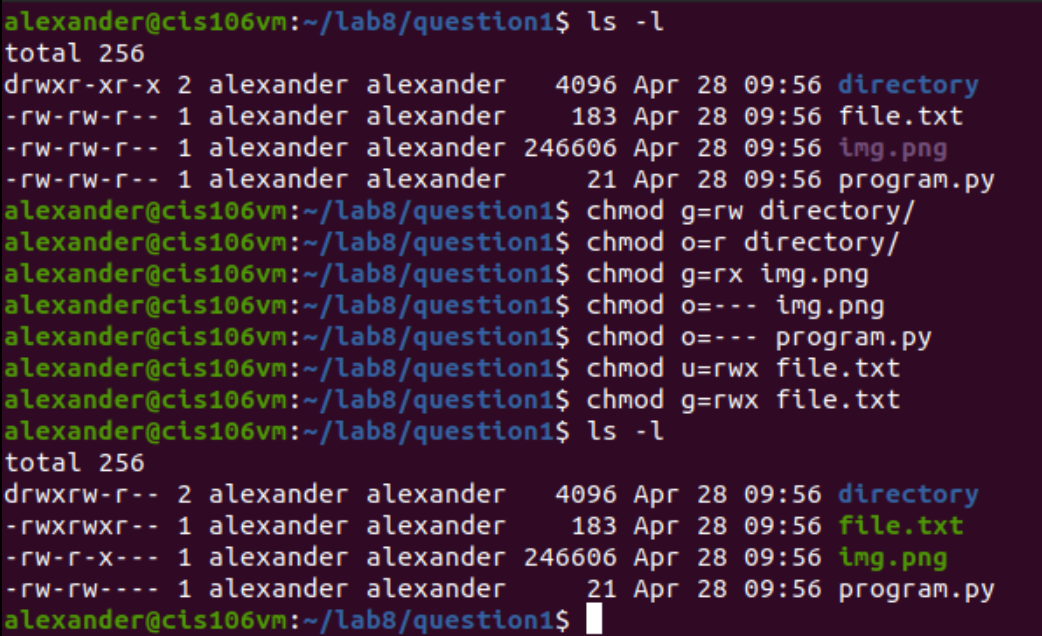 alexander@cis106vm:~/lab8/question1$ ls -l
total 256
drwxr-xr-x 2 alexander alexander   4096 Apr 28 09:56 directory
-rw-rw-r-- 1 alexander alexander    183 Apr 28 09:56 file.txt
-rw-rw-r-- 1 alexander alexander 246606 Apr 28 09:56 img.png
-rw-rw-r-- 1 alexander alexander     21 Apr 28 09:56 program.py
alexander@cis106vm:~/lab8/question1$ chmod g=rw directory/
alexander@cis106vm:~/lab8/question1$ chmod o=r directory/
alexander@cis106vm:~/lab8/question1$ chmod g=rx img.png
alexander@cis106vm:~/lab8/question1$ chmod o=--- img.png
alexander@cis106vm:~/lab8/question1$ chmod o=--- program.py
alexander@cis106vm:~/lab8/question1$ chmod u=rwx file.txt
alexander@cis106vm:~/lab8/question1$ chmod g=rwx file.txt
alexander@cis106vm:~/lab8/question1$ ls -l
total 256
drwxrw-r-- 2 alexander alexander   4096 Apr 28 09:56 directory
-rwxrwxr-- 1 alexander alexander    183 Apr 28 09:56 file.txt
-rw-r-x--- 1 alexander alexander 246606 Apr 28 09:56 img.png
-rw-rw---- 1 alexander alexander     21 Apr 28 09:56 program.py
alexander@cis106vm:~/lab8/question1$